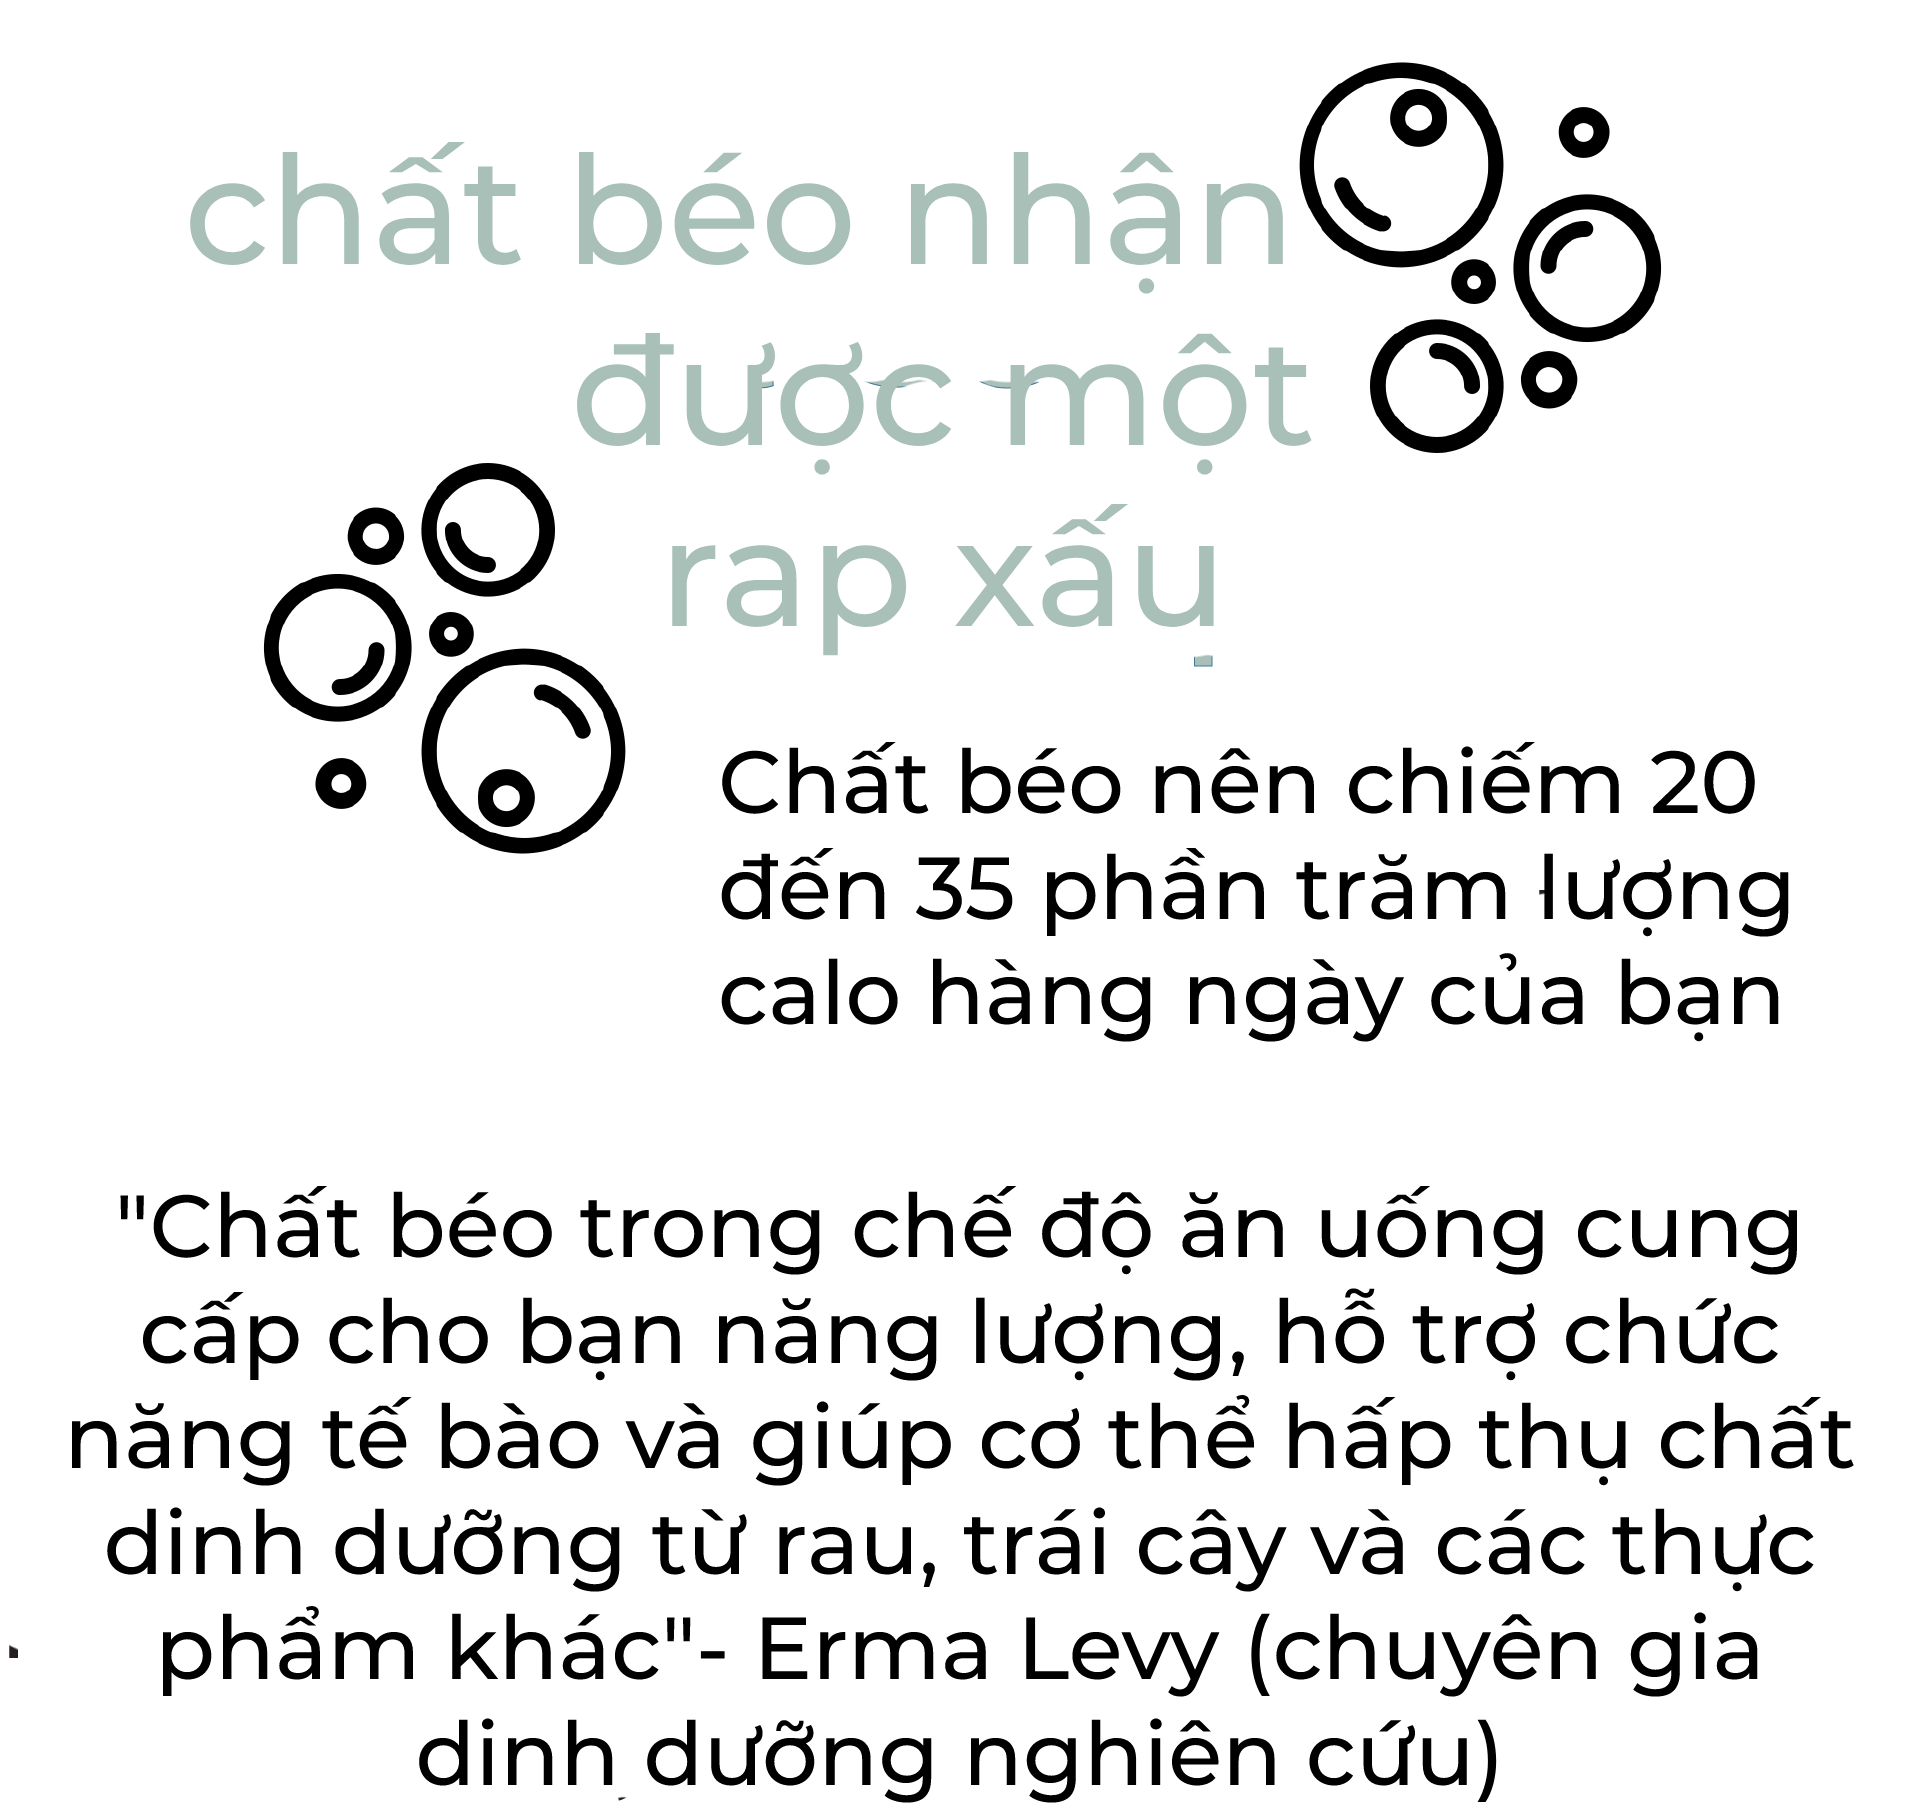 chất béo nhận
được một
rap xấu
Chất béo nên chiếm 20
đến 35 phần trăm lượng
calo hàng ngày của bạn
"Chất béo trong chế độ ăn uống cung
cấp cho bạn năng lượng, hỗ trợ chức
năng tế bào và giúp cơ thể hấp thụ chất
dinh dưỡng từ rau, trái cây và các thực
phẩm khác"- Erma Levy (chuyên gia
dinh dưỡng nghiên cứu)